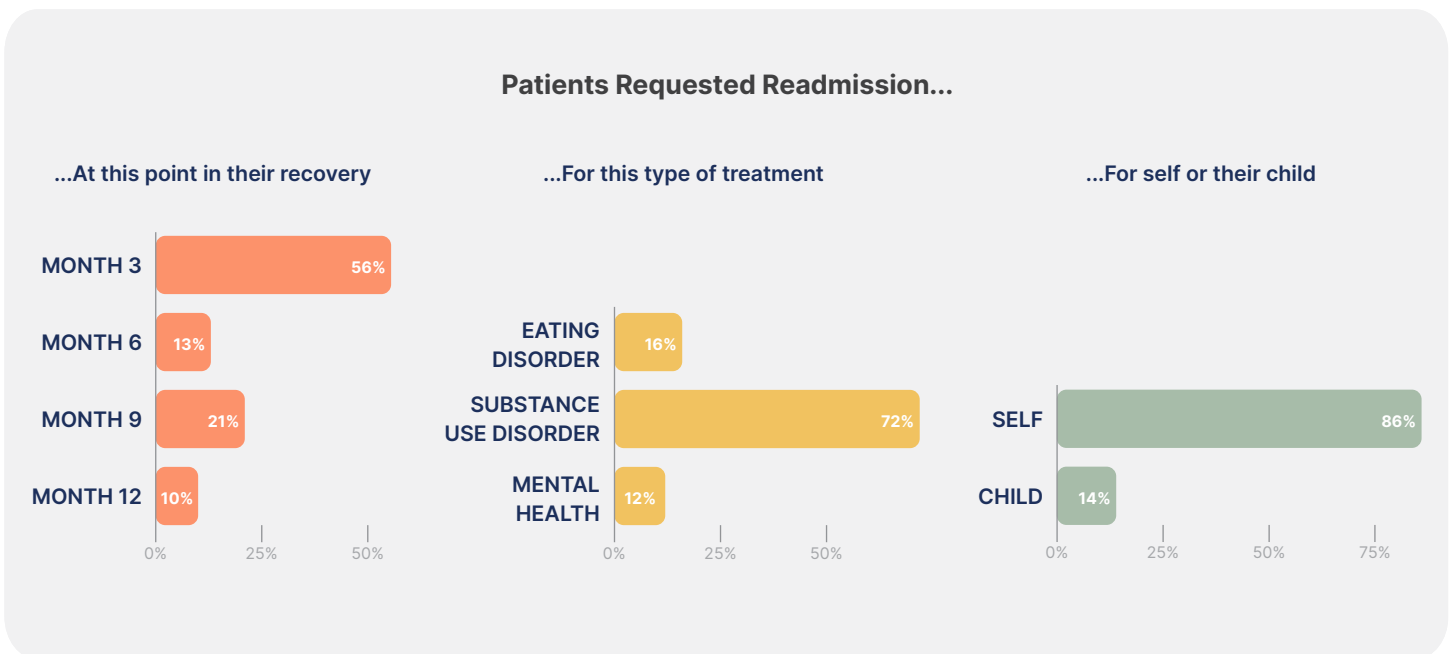 Patients Requested Readmission...
...At this point in their recovery
MONTH 3
56%
MONTH 6
13%
MONTH 9
21%
MONTH 12
10%
0%
25%
50%
...For this type of treatment
EATING
DISORDER
16%
SUBSTANCE
USE DISORDER
72%
MENTAL
HEALTH
12%
0%
25%
50%
...For self or their child
SELF
86%
CHILD
14%
0%
25%
50%
75%